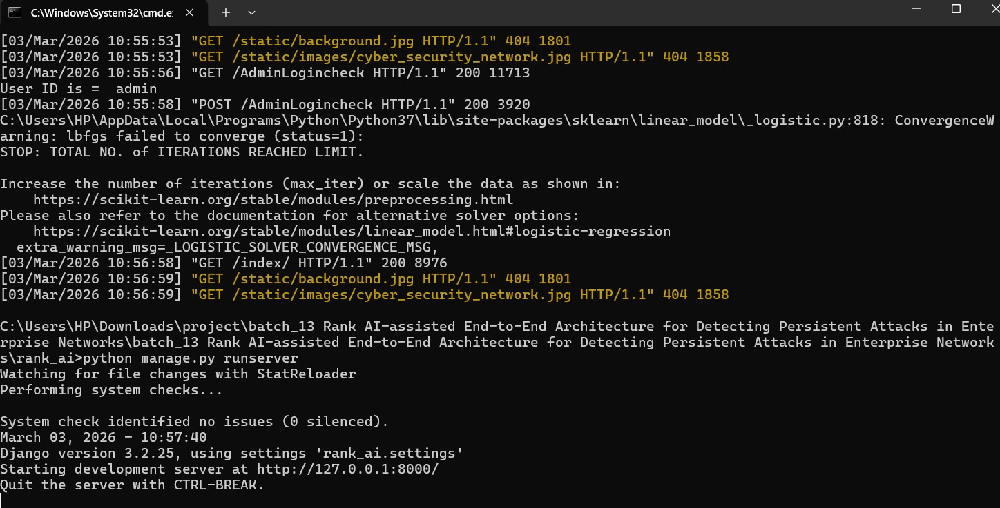 C:\Windows\System32\cmd.e
[03/Mar/2026 10:55:53] "GET /static/background.jpg HTTP/1.1" 404 1801
[03/Mar/2026 10:55:53] "GET /static/images/cyber_security_network.jpg HTTP/1.1" 404 1858
[03/Mar/2026 10:55:56] "GET /AdminLogincheck HTTP/1.1" 200 11713
User ID is =  admin
[03/Mar/2026 10:55:58] "POST /AdminLogincheck HTTP/1.1" 200 3920
C:\Users\HP\AppData\Local\Programs\Python\Python37\lib\site-packages\sklearn\linear_model\_logistic.py:818: ConvergenceW
arning: lbfgs failed to converge (status=1):
STOP: TOTAL NO. of ITERATIONS REACHED LIMIT.

Increase the number of iterations (max_iter) or scale the data as shown in:
    https://scikit-learn.org/stable/modules/preprocessing.html
Please also refer to the documentation for alternative solver options:
    https://scikit-learn.org/stable/modules/linear_model.html#logistic-regression
  extra_warning_msg=_LOGISTIC_SOLVER_CONVERGENCE_MSG,
[03/Mar/2026 10:56:58] "GET /index/ HTTP/1.1" 200 8976
[03/Mar/2026 10:56:59] "GET /static/background.jpg HTTP/1.1" 404 1801
[03/Mar/2026 10:56:59] "GET /static/images/cyber_security_network.jpg HTTP/1.1" 404 1858

C:\Users\HP\Downloads\project\batch_13 Rank AI-assisted End-to-End Architecture for Detecting Persistent Attacks in Ente
rprise Networks\batch_13 Rank AI-assisted End-to-End Architecture for Detecting Persistent Attacks in Enterprise Network
s\rank_ai>python manage.py runserver
Watching for file changes with StatReloader
Performing system checks...

System check identified no issues (0 silenced).
March 03, 2026 - 10:57:40
Django version 3.2.25, using settings 'rank_ai.settings'
Starting development server at http://127.0.0.1:8000/
Quit the server with CTRL-BREAK.